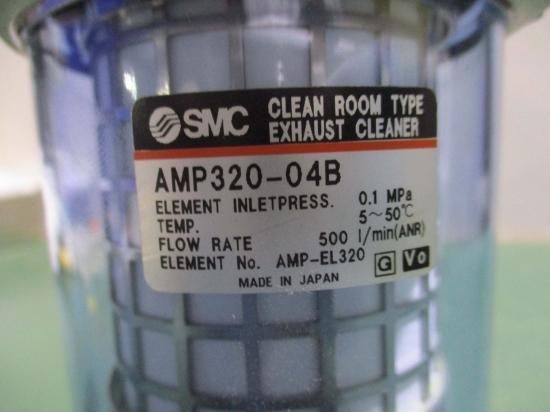 SMC CLEAN ROOM TYPE
EXHAUST CLEANER
AMP320-04B
ELEMENT INLETPRESS. 0.1 MPa
TEMP. 5~50℃
FLOW RATE 500 l/min(ANR)
ELEMENT No. AMP-EL320 G Vo
MADE IN JAPAN